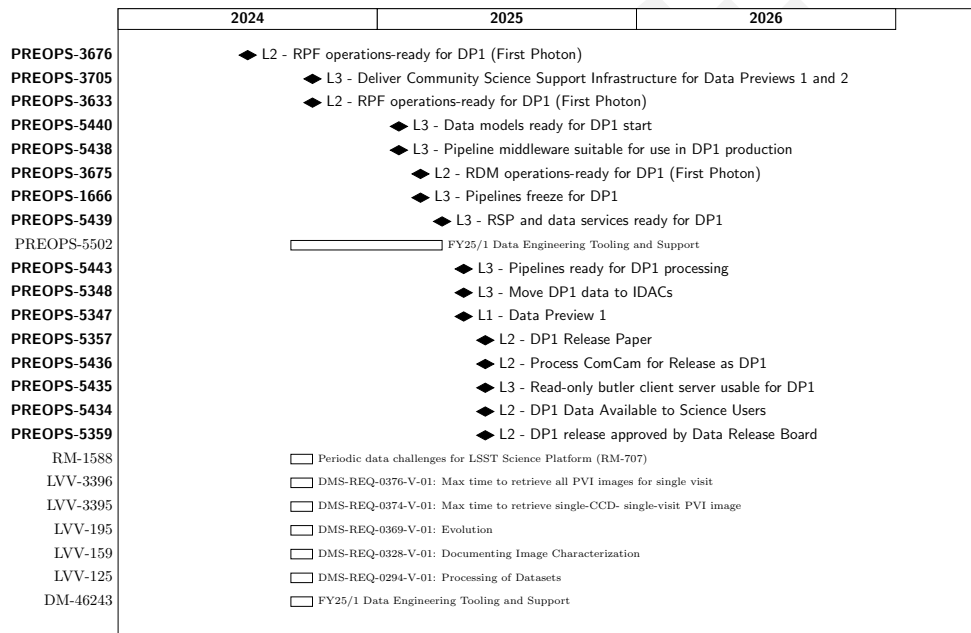 2024 2025 2026
PREOPS-3676 L2 - RPF operations-ready for DP1 (First Photon)
PREOPS-3705 L3 - Deliver Community Science Support Infrastructure for Data Previews 1 and 2
PREOPS-3633 L2 - RPF operations-ready for DP1 (First Photon)
PREOPS-5440 L3 - Data models ready for DP1 start
PREOPS-5438 L3 - Pipeline middleware suitable for use in DP1 production
PREOPS-3675 L2 - RDM operations-ready for DP1 (First Photon)
PREOPS-1666 L3 - Pipelines freeze for DP1
PREOPS-5439 L3 - RSP and data services ready for DP1
PREOPS-5502 FY25/1 Data Engineering Tooling and Support
PREOPS-5443 L3 - Pipelines ready for DP1 processing
PREOPS-5348 L3 - Move DP1 data to IDACs
PREOPS-5347 L1 - Data Preview 1
PREOPS-5357 L2 - DP1 Release Paper
PREOPS-5436 L2 - Process ComCam for Release as DP1
PREOPS-5435 L3 - Read-only butler client server usable for DP1
PREOPS-5434 L2 - DP1 Data Available to Science Users
PREOPS-5359 L2 - DP1 release approved by Data Release Board
RM-1588 Periodic data challenges for LSST Science Platform (RM-707)
LVV-3396 DMS-REQ-0376-V-01: Max time to retrieve all PVI images for single visit
LVV-3395 DMS-REQ-0374-V-01: Max time to retrieve single-CCD- single-visit PVI image
LVV-195 DMS-REQ-0369-V-01: Evolution
LVV-159 DMS-REQ-0328-V-01: Documenting Image Characterization
LVV-125 DMS-REQ-0294-V-01: Processing of Datasets
DM-46243 FY25/1 Data Engineering Tooling and Support